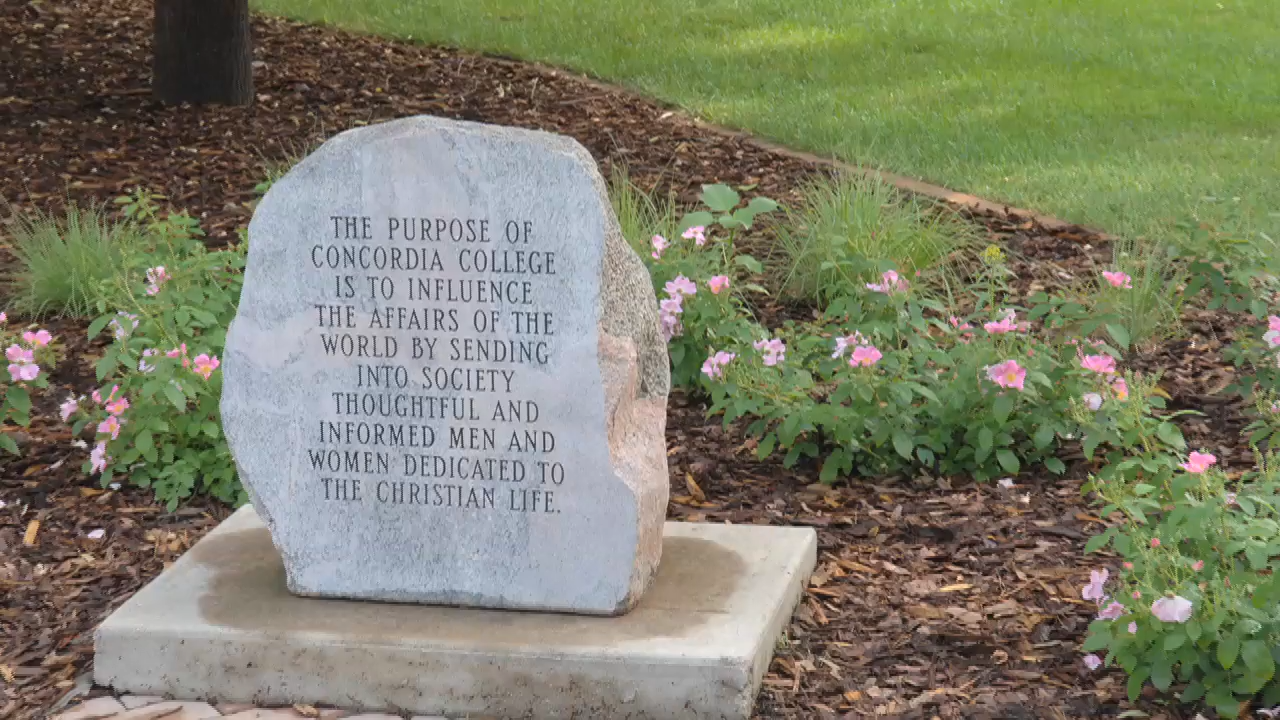 THE PURPOSE OF
CONCORDIA COLLEGE
IS TO INFLUENCE
THE AFFAIRS OF THE
WORLD BY SENDING
INTO SOCIETY
THOUGHTFUL AND
INFORMED MEN AND
WOMEN DEDICATED TO
THE CHRISTIAN LIFE.